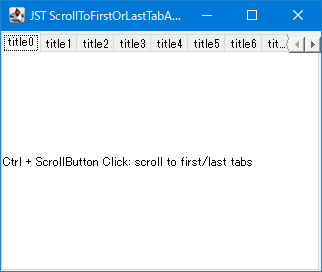 JST ScrollToFirstOrLastTabA...
title0 title1 title2 title3 title4 title5 title6 tit...
Ctrl + ScrollButton Click: scroll to first/last tabs